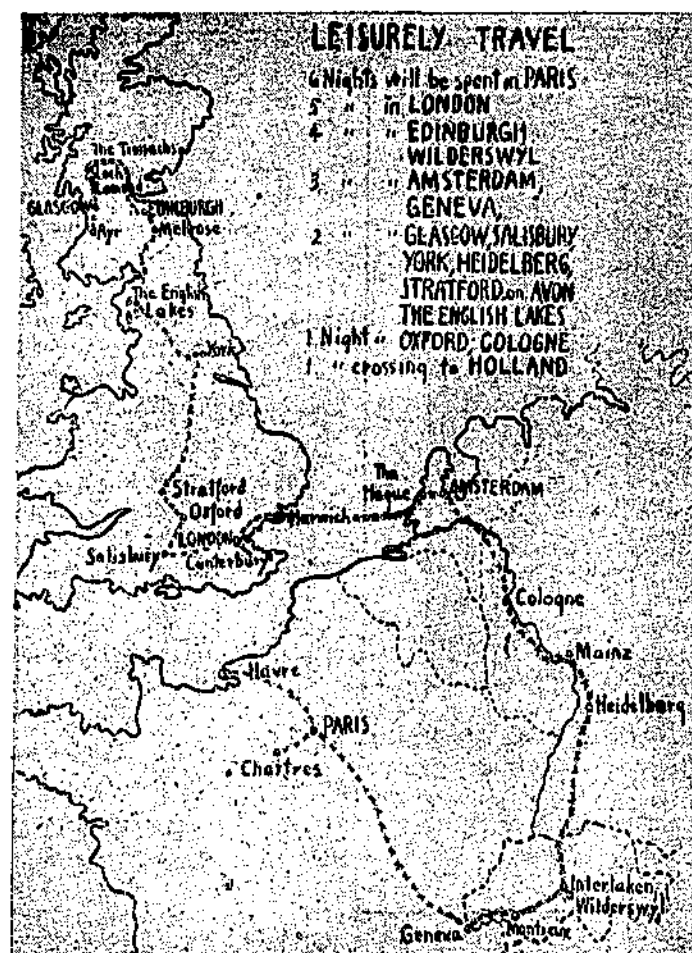 LEISURELY TRAVEL
6 Nights will be spent in PARIS
5 " in LONDON
4 " " EDINBURGH
WILDERSWYL
3 " " AMSTERDAM,
GENEVA,
2 " " GLASGOW, SALISBURY
YORK, HEIDELBERG,
STRATFORD on AVON
THE ENGLISH LAKES
1 Night " OXFORD; COLOGNE
1 " crossing to HOLLAND
The Trossachs
Loch
Lomond
GLASGOW
EDINBURGH
Ayr
Melrose
The English
Lakes
York
Stratford
Oxford
LONDON
Salisbury
Canterbury
Harwich
The
Hague
AMSTERDAM
Cologne
Mainz
Heidelberg
Havre
PARIS
Chartres
Interlaken
Wilderswyl
Geneva
Montreux